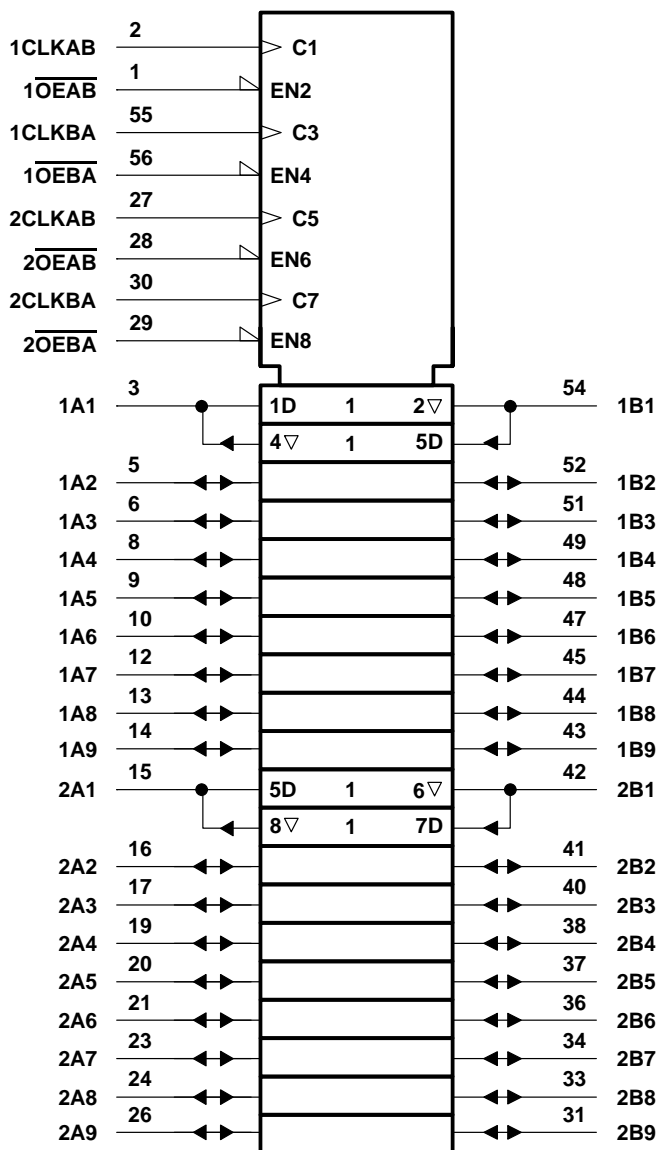 1CLKAB 2 C1
1OEAB 1 EN2
1CLKBA 55 C3
1OEBA 56 EN4
2CLKAB 27 C5
2OEAB 28 EN6
2CLKBA 30 C7
2OEBA 29 EN8
1A1 3 1D 1 2▽ 54 1B1
4▽ 1 5D
1A2 5 52 1B2
1A3 6 51 1B3
1A4 8 49 1B4
1A5 9 48 1B5
1A6 10 47 1B6
1A7 12 45 1B7
1A8 13 44 1B8
1A9 14 43 1B9
2A1 15 5D 1 6▽ 42 2B1
8▽ 1 7D
2A2 16 41 2B2
2A3 17 40 2B3
2A4 19 38 2B4
2A5 20 37 2B5
2A6 21 36 2B6
2A7 23 34 2B7
2A8 24 33 2B8
2A9 26 31 2B9